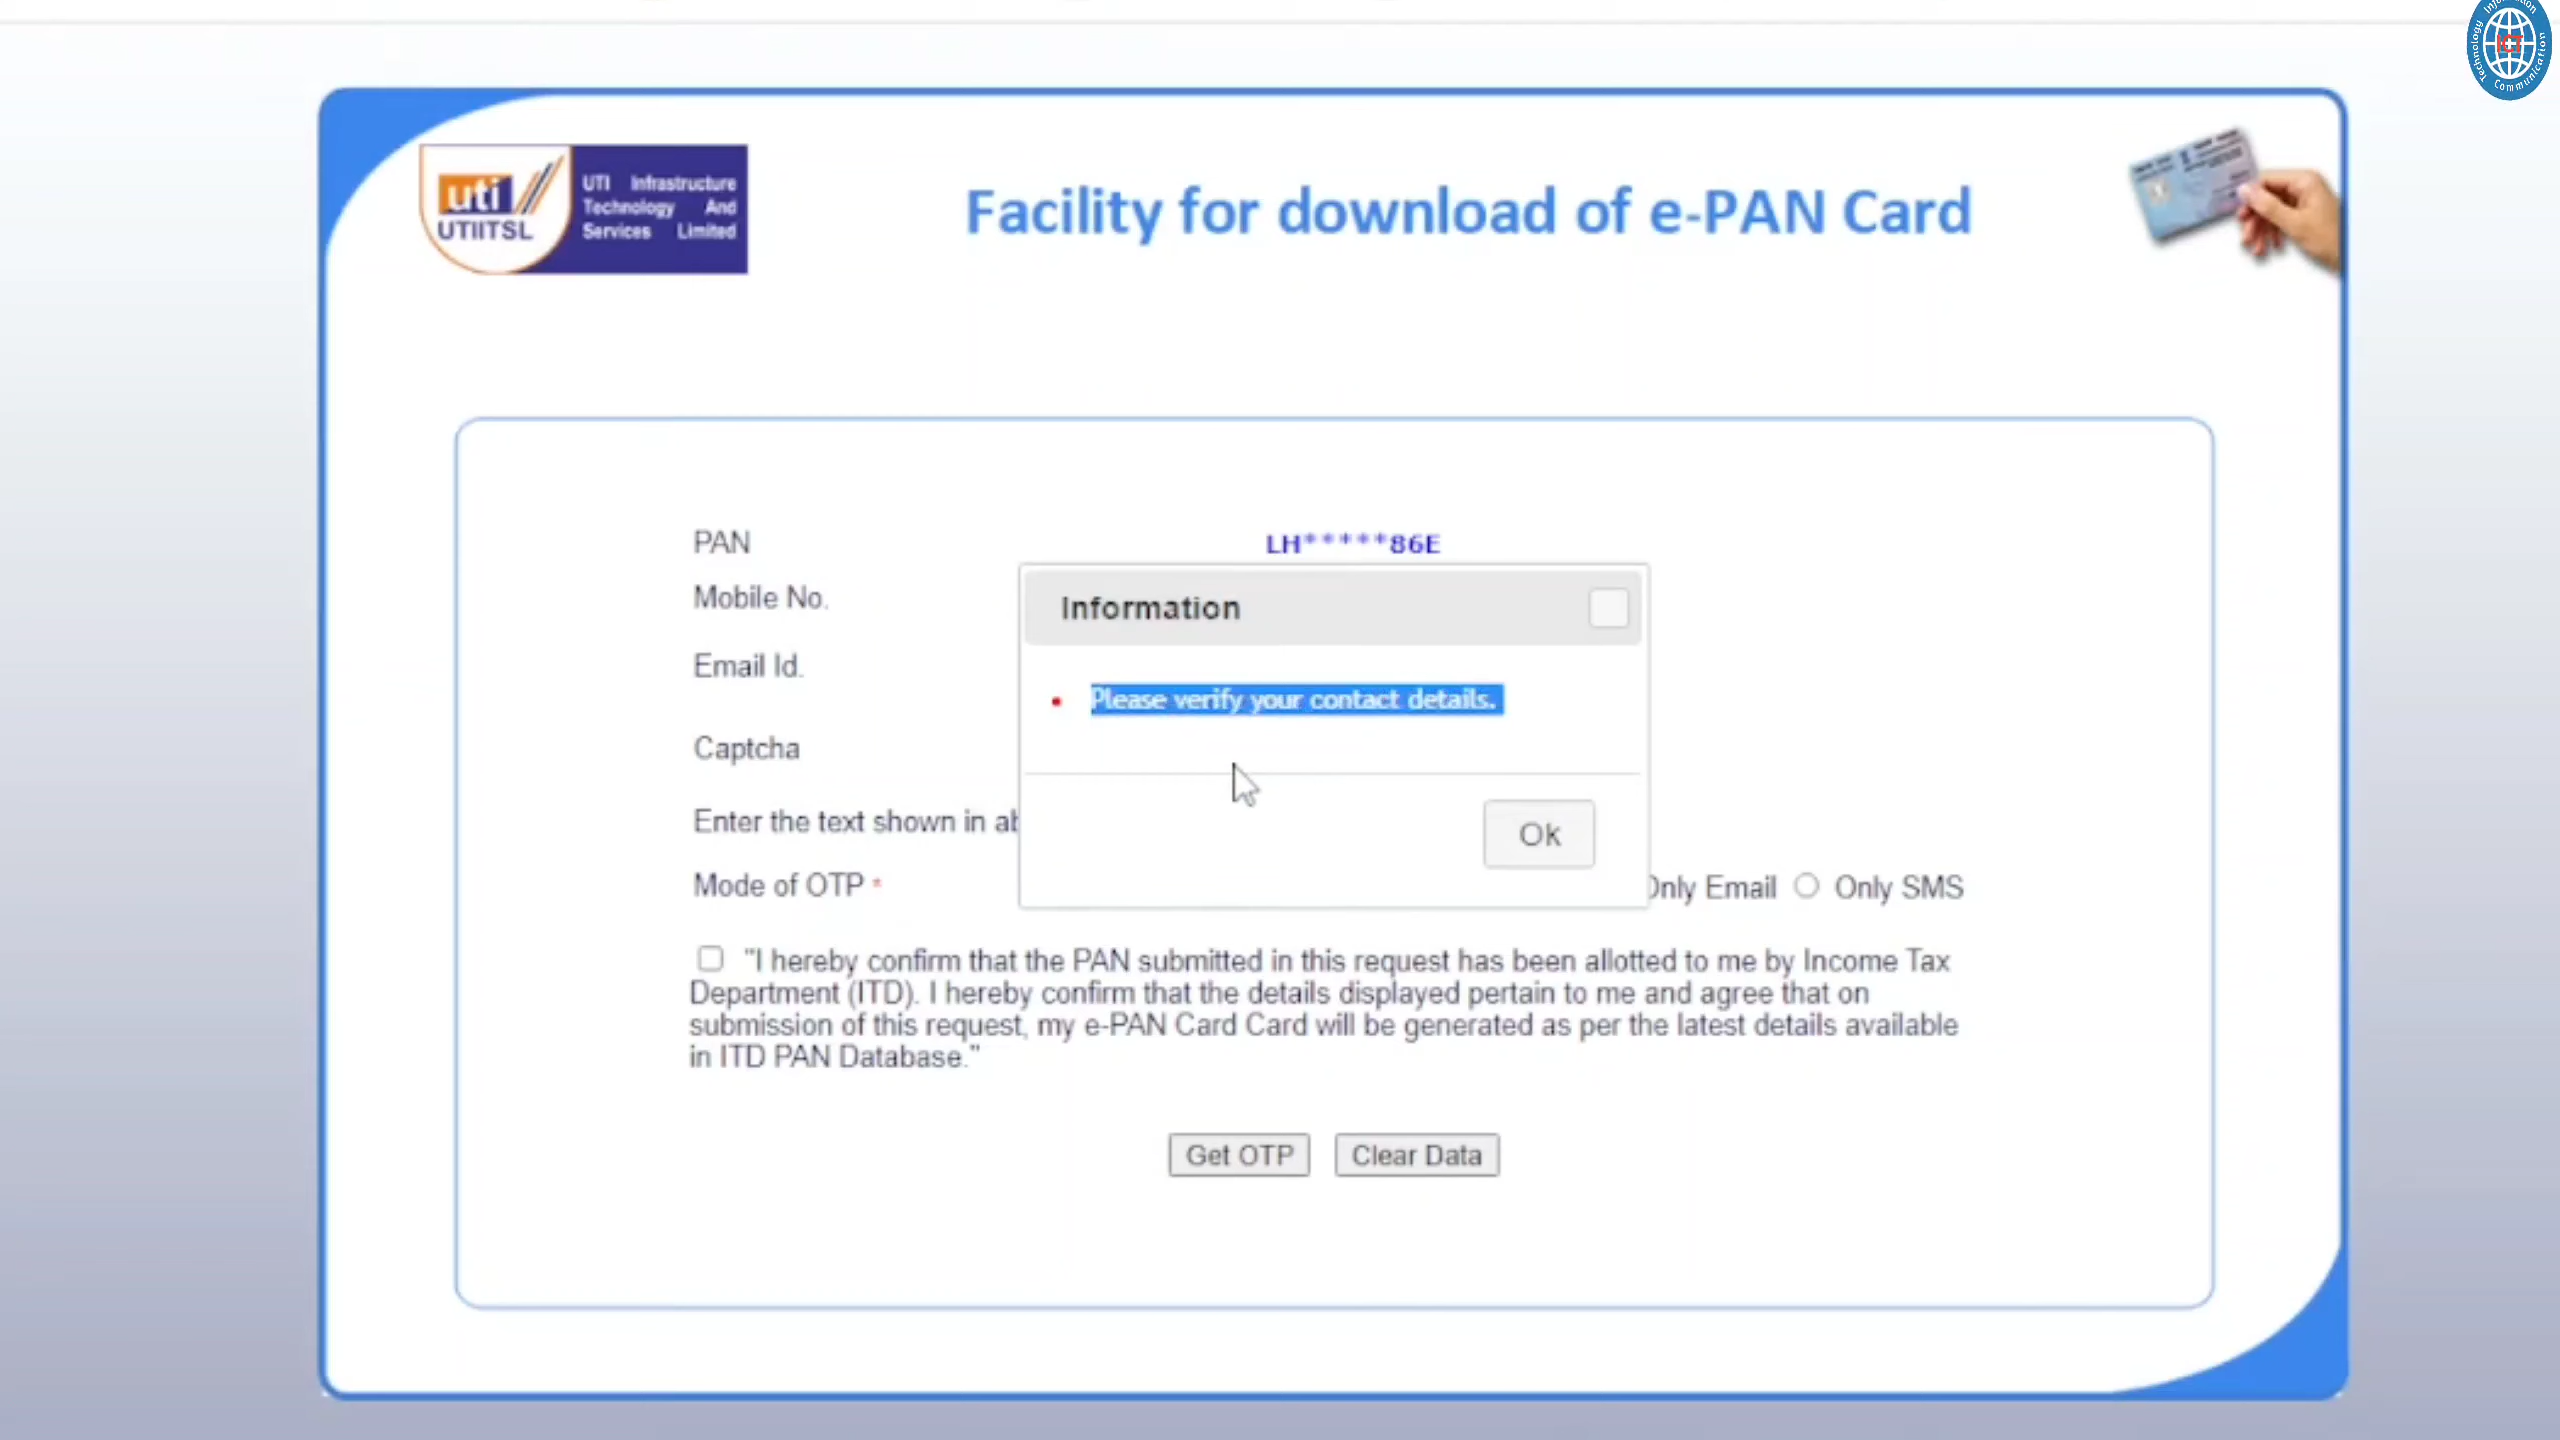 Technology Information
ICT
Communication
uti
UTIITSL
UTI Infrastructure
Technology And
Services Limited
Facility for download of e-PAN Card
PAN LH*****86E
Mobile No.
Information
Email Id.
Please verify your contact details.
Captcha
Enter the text shown in ab
Ok
Mode of OTP * Only Email Only SMS
"I hereby confirm that the PAN submitted in this request has been allotted to me by Income Tax
Department (ITD). I hereby confirm that the details displayed pertain to me and agree that on
submission of this request, my e-PAN Card Card will be generated as per the latest details available
in ITD PAN Database."
Get OTP Clear Data